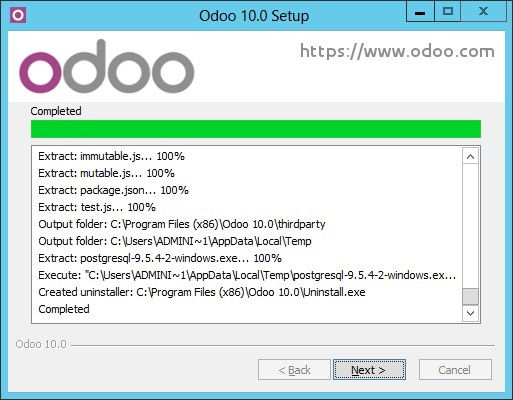 Odoo 10.0 Setup
odoo
https://www.odoo.com
Completed
Extract: immutable.js... 100%
Extract: mutable.js... 100%
Extract: package.json... 100%
Extract: test.js... 100%
Output folder: C:\Program Files (x86)\Odoo 10.0\thirdparty
Output folder: C:\Users\ADMINI~1\AppData\Local\Temp
Extract: postgresql-9.5.4-2-windows.exe... 100%
Execute: "C:\Users\ADMINI~1\AppData\Local\Temp\postgresql-9.5.4-2-windows.ex...
Created uninstaller: C:\Program Files (x86)\Odoo 10.0\Uninstall.exe
Completed
Odoo 10.0
< Back
Next >
Cancel